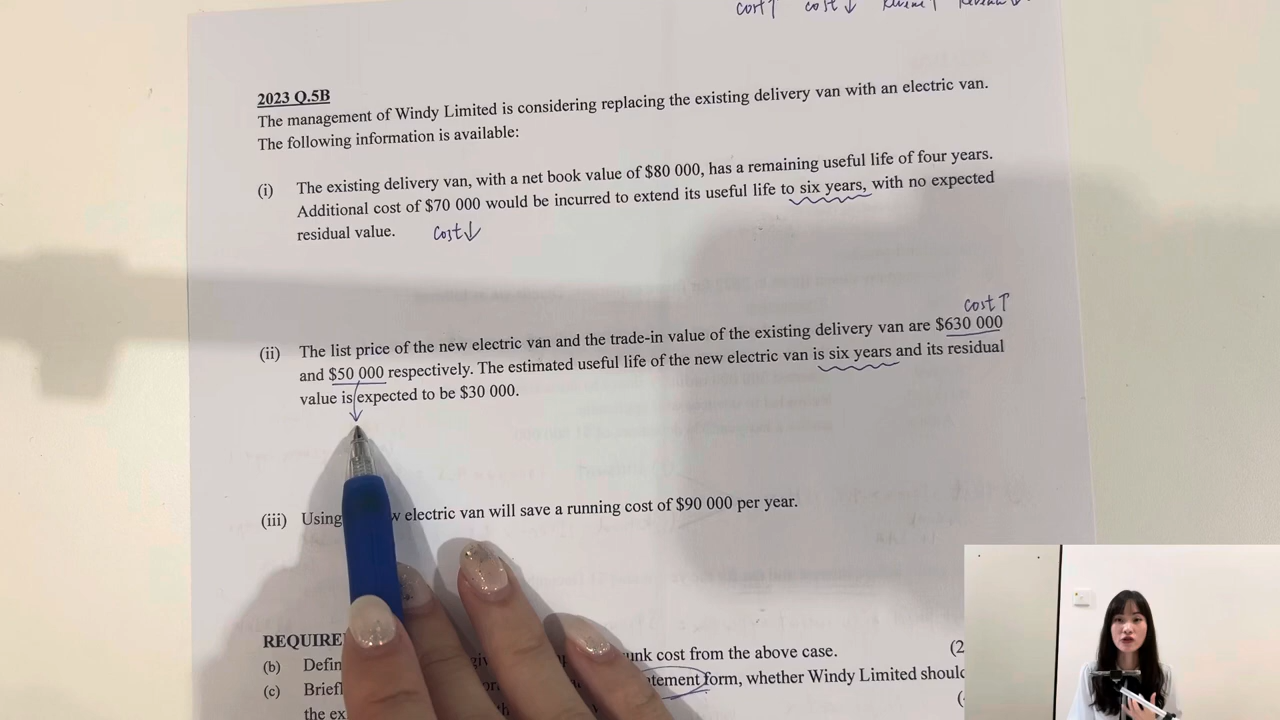 cost↑ cost↓
2023 Q.5B
The management of Windy Limited is considering replacing the existing delivery van with an electric van.
The following information is available:
(i) The existing delivery van, with a net book value of $80 000, has a remaining useful life of four years.
Additional cost of $70 000 would be incurred to extend its useful life to six years, with no expected
residual value. cost↓
cost↑
(ii) The list price of the new electric van and the trade-in value of the existing delivery van are $630 000
and $50 000 respectively. The estimated useful life of the new electric van is six years and its residual
value is expected to be $30 000.
(iii) Using electric van will save a running cost of $90 000 per year.
REQUIRE
(b) Defin unk cost from the above case. (2
(c) Briefl tement form, whether Windy Limited should
the ex